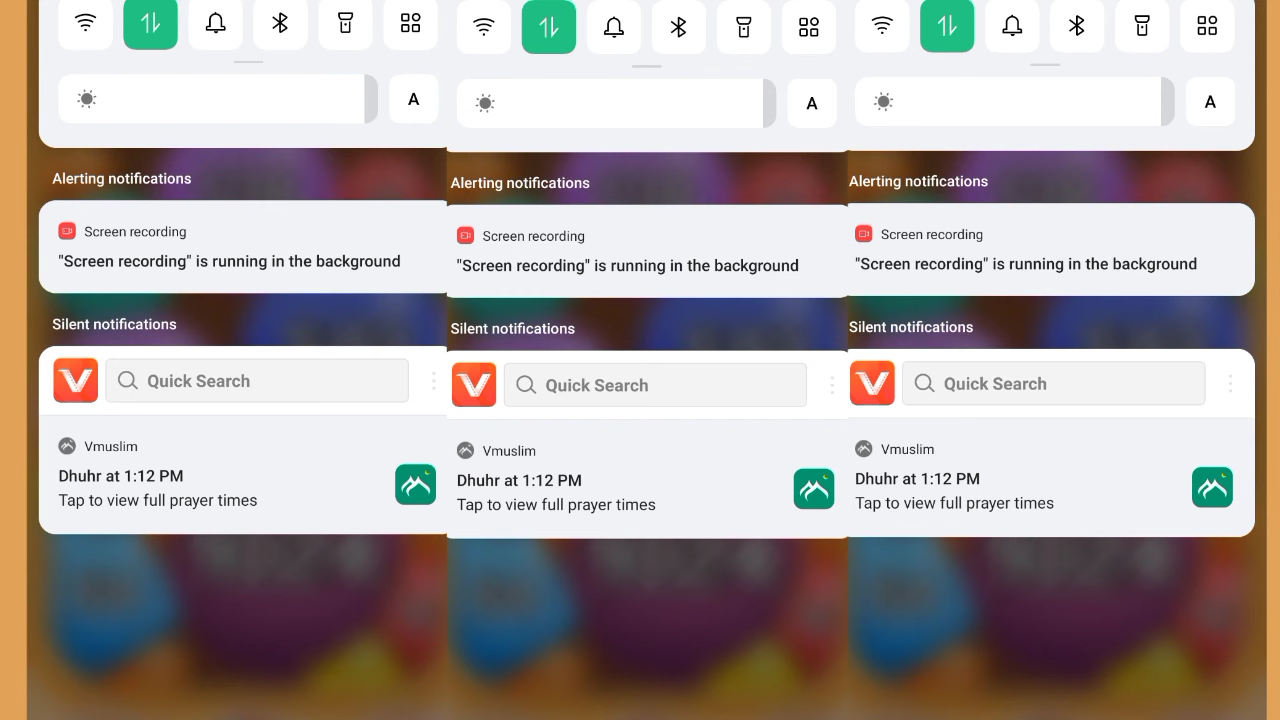 A
Alerting notifications
Screen recording
"Screen recording" is running in the background
Silent notifications
Quick Search
Vmuslim
Dhuhr at 1:12 PM
Tap to view full prayer times
A
Alerting notifications
Screen recording
"Screen recording" is running in the background
Silent notifications
Quick Search
Vmuslim
Dhuhr at 1:12 PM
Tap to view full prayer times
A
Alerting notifications
Screen recording
"Screen recording" is running in the background
Silent notifications
Quick Search
Vmuslim
Dhuhr at 1:12 PM
Tap to view full prayer times